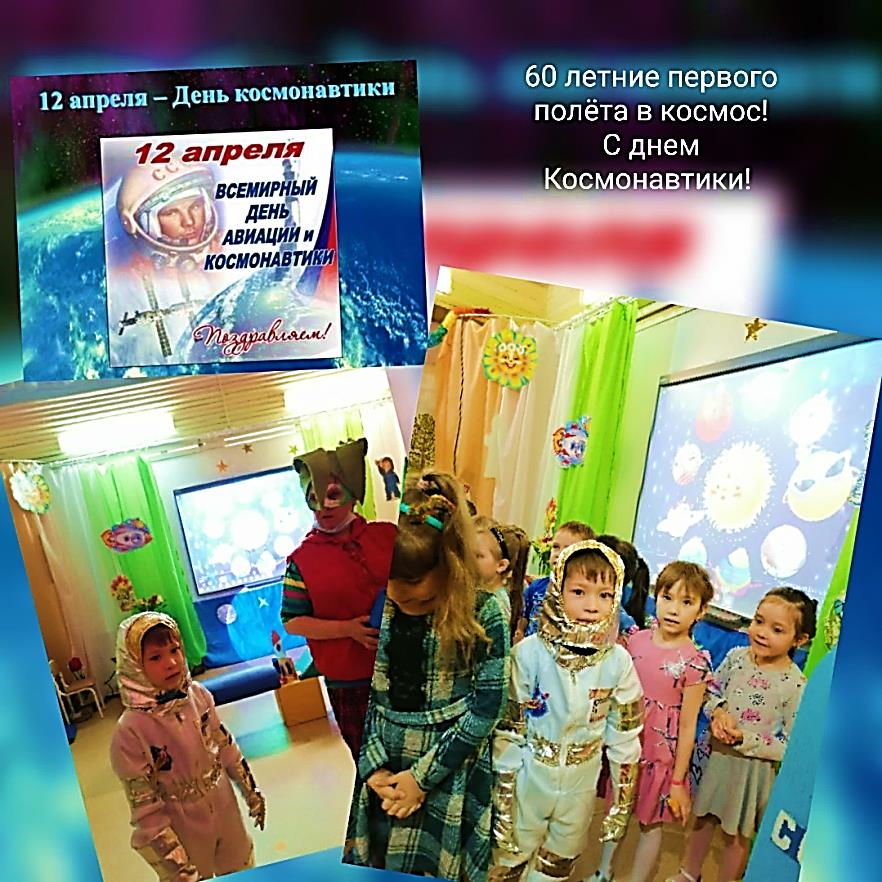 12 апреля – День космонавтики
12 апреля
ВСЕМИРНЫЙ
ДЕНЬ
АВИАЦИИ и
КОСМОНАВТИКИ
Поздравляем!
60 летние первого
полёта в космос!
С днем
Космонавтики!